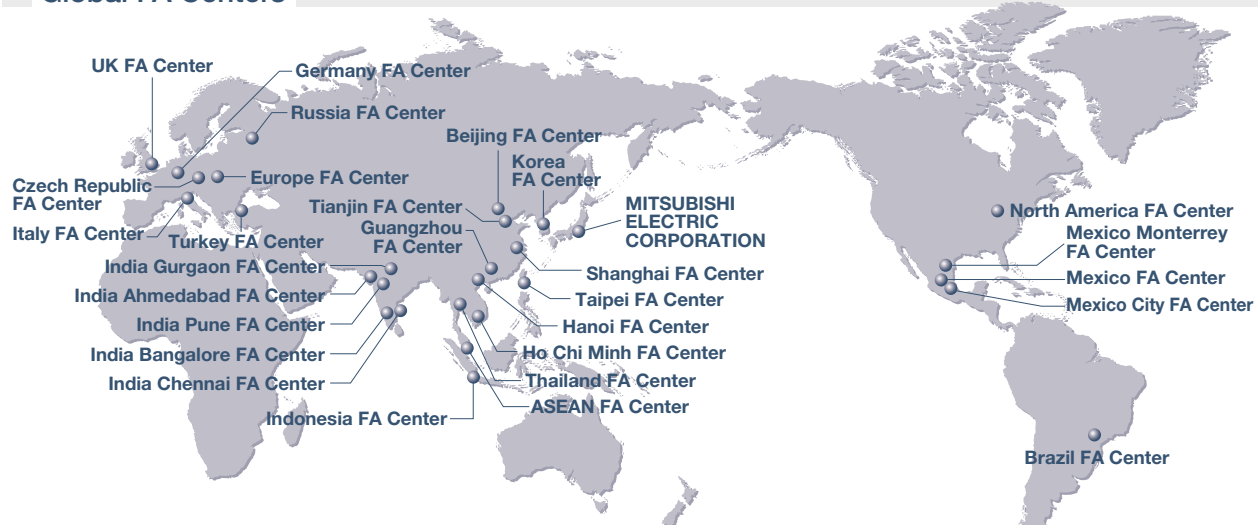 Global FA Centers
UK FA Center
Germany FA Center
Russia FA Center
Beijing FA Center
Korea
FA Center
Czech Republic
FA Center
Europe FA Center
Tianjin FA Center
MITSUBISHI
ELECTRIC
CORPORATION
North America FA Center
Italy FA Center
Turkey FA Center
Guangzhou
FA Center
Mexico Monterrey
FA Center
India Gurgaon FA Center
Shanghai FA Center
Mexico FA Center
India Ahmedabad FA Center
Taipei FA Center
Mexico City FA Center
India Pune FA Center
Hanoi FA Center
India Bangalore FA Center
Ho Chi Minh FA Center
India Chennai FA Center
Thailand FA Center
ASEAN FA Center
Indonesia FA Center
Brazil FA Center